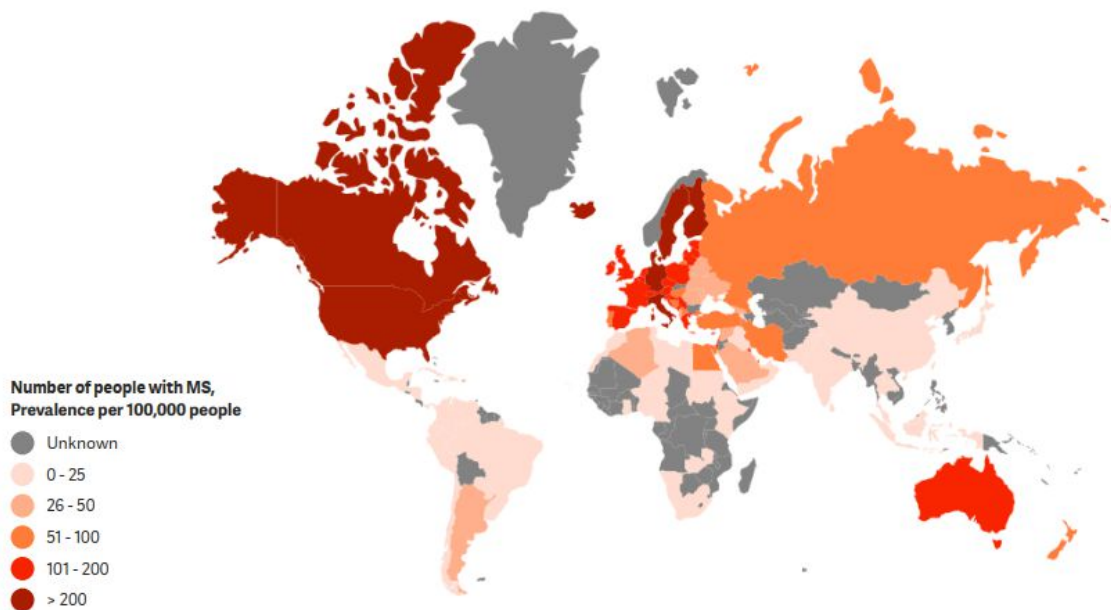 Number of people with MS,
Prevalence per 100,000 people
Unknown
0 - 25
26 - 50
51 - 100
101 - 200
> 200